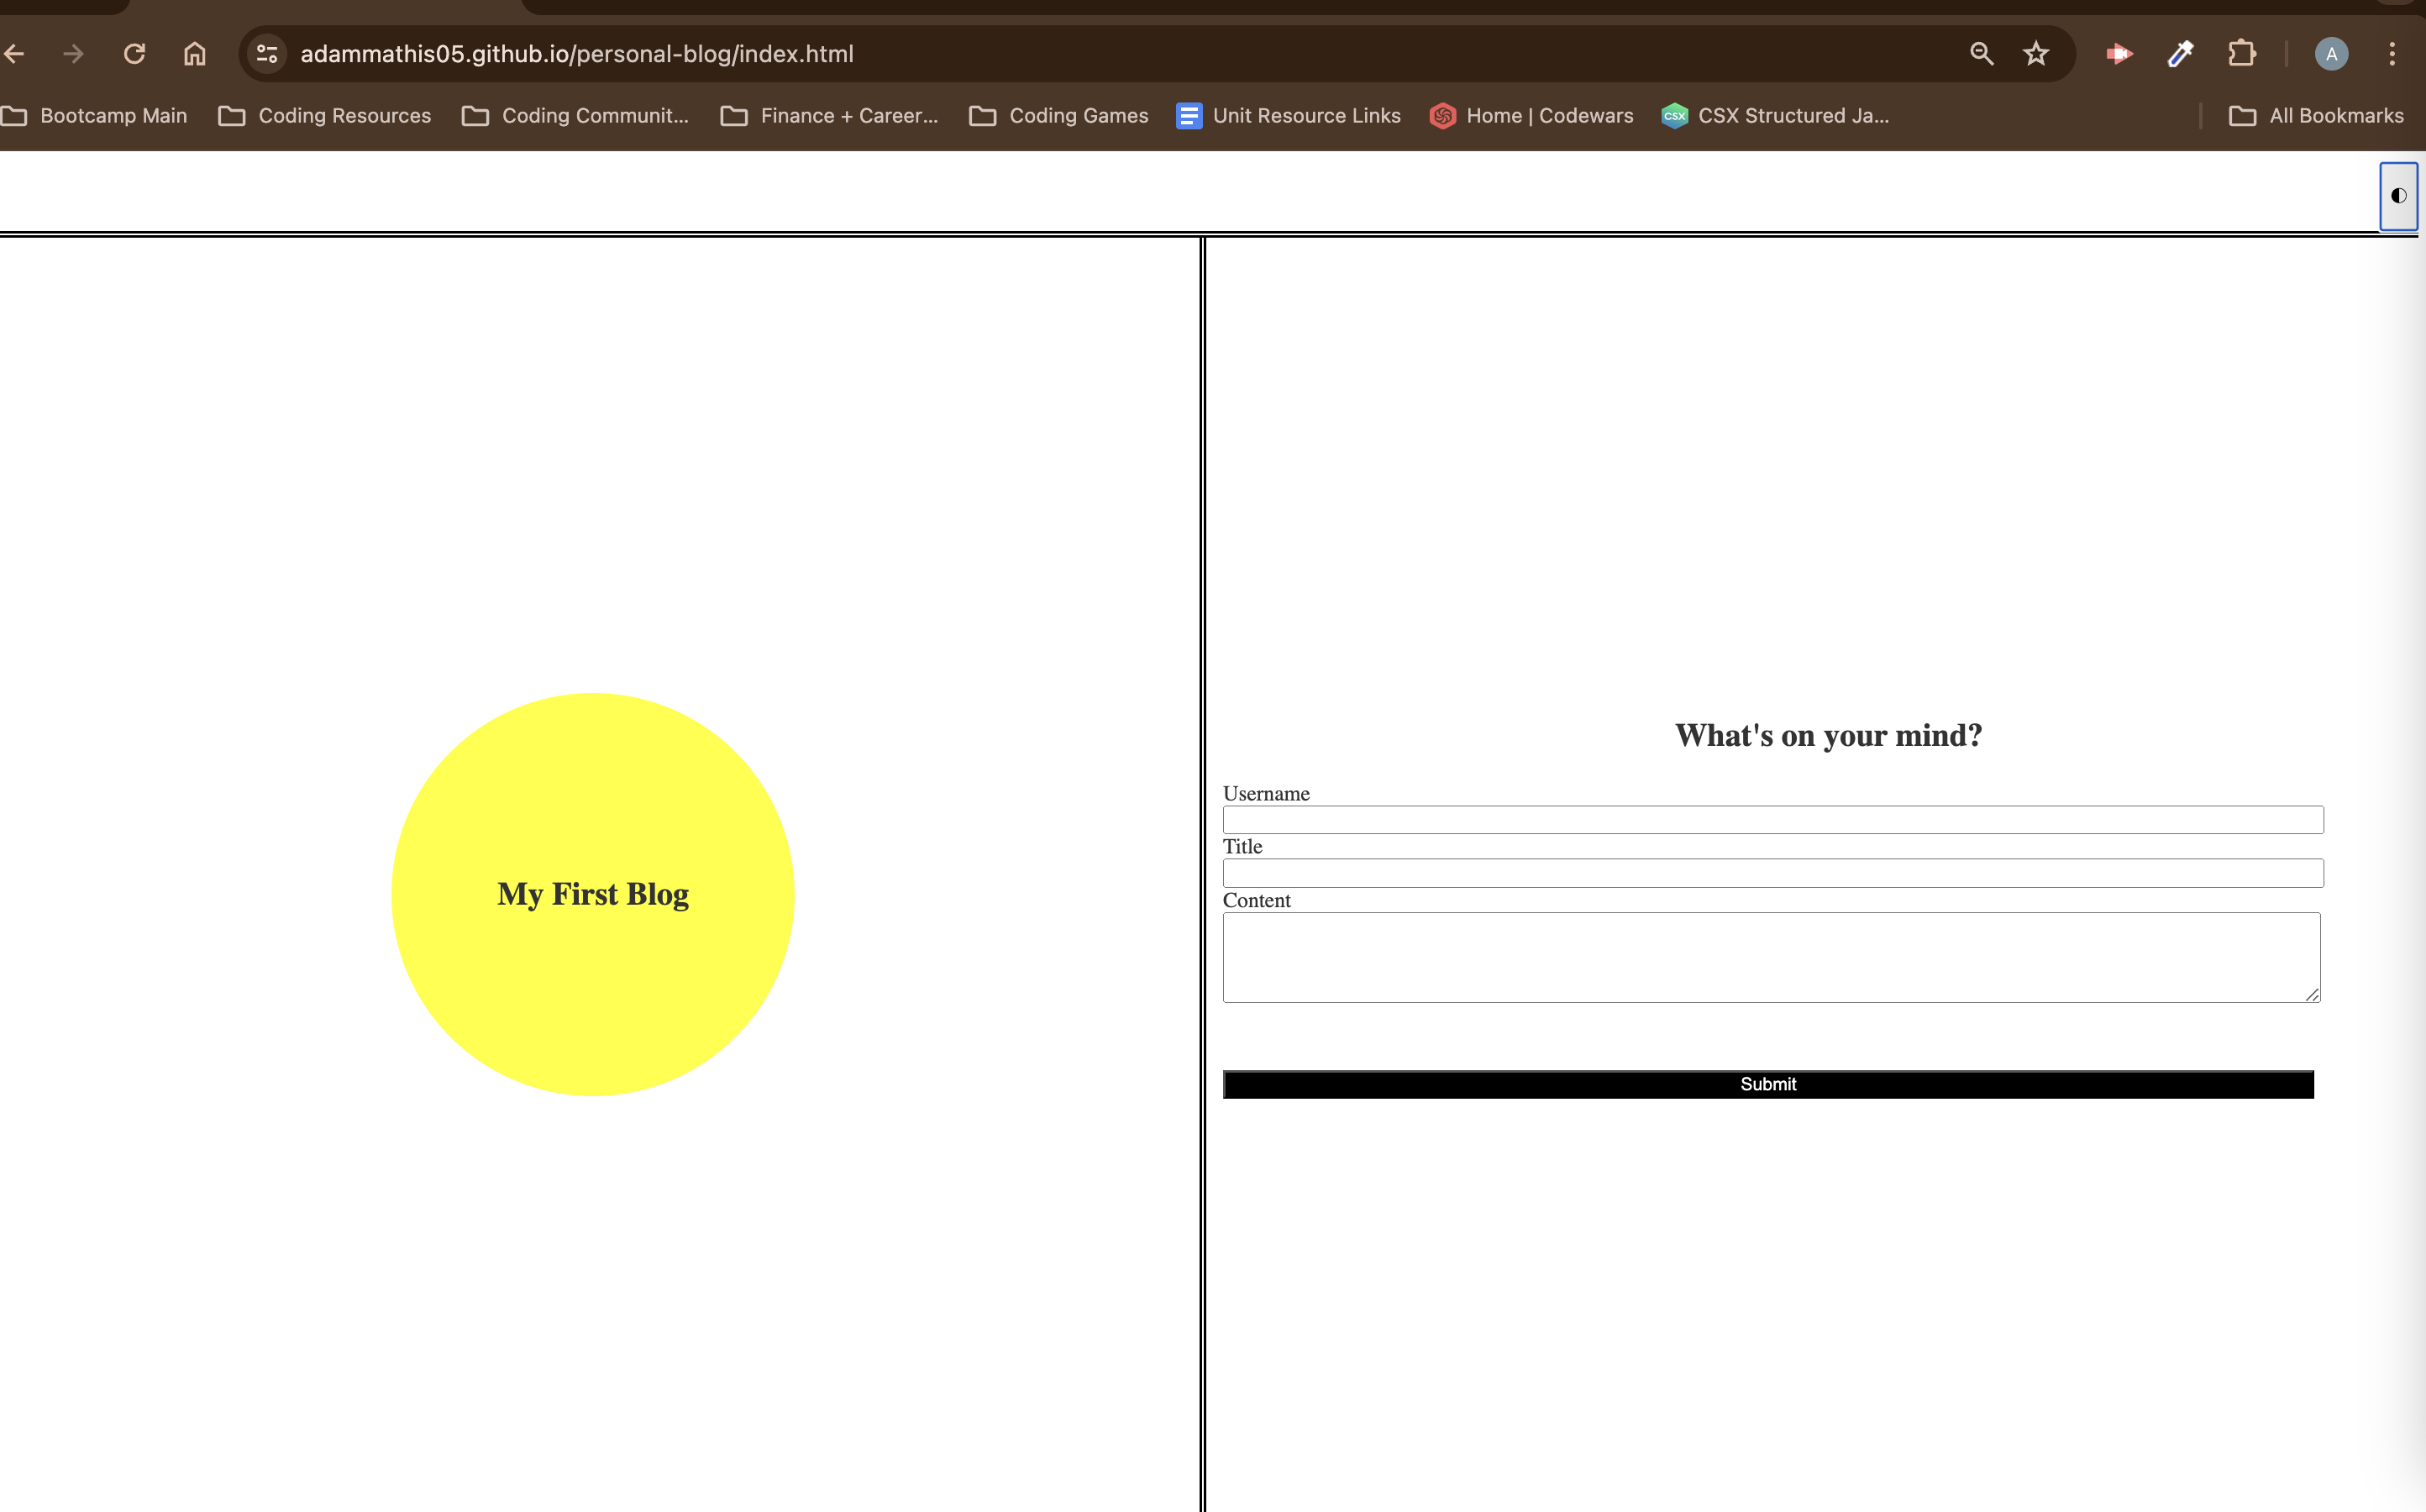 adammathis05.github.io/personal-blog/index.html
A
Bootcamp Main
Coding Resources
Coding Communit...
Finance + Career...
Coding Games
Unit Resource Links
Home | Codewars
CSX
CSX Structured Ja...
All Bookmarks
My First Blog
What's on your mind?
Username
Title
Content
Submit